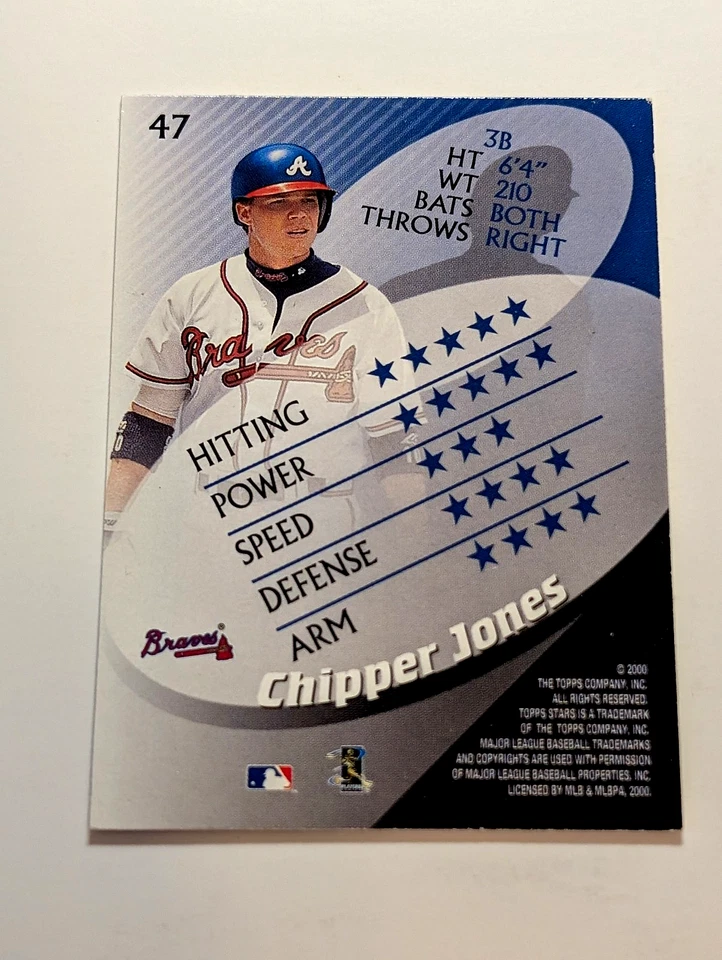 47
3B
HT 6'4"
WT 210
BATS BOTH
THROWS RIGHT
A
Braves
HITTING ★★★★★
POWER ★★★★★
SPEED ★★★
DEFENSE ★★★★
ARM ★★★★
Braves®
Chipper Jones
© 2000
THE TOPPS COMPANY, INC.
ALL RIGHTS RESERVED.
TOPPS STARS IS A TRADEMARK
OF THE TOPPS COMPANY, INC.
MAJOR LEAGUE BASEBALL TRADEMARKS
AND COPYRIGHTS ARE USED WITH PERMISSION
OF MAJOR LEAGUE BASEBALL PROPERTIES, INC.
LICENSED BY MLB & MLBPA, 2000.